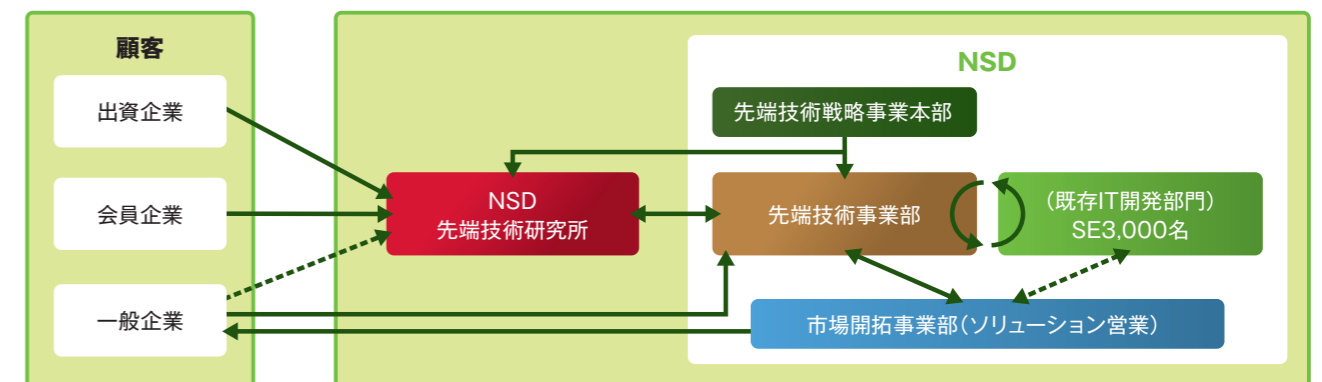 顧客
出資企業
会員企業
一般企業
NSD
先端技術戦略事業本部
NSD
先端技術研究所
先端技術事業部
(既存IT開発部門)
SE3,000名
市場開拓事業部(ソリューション営業)